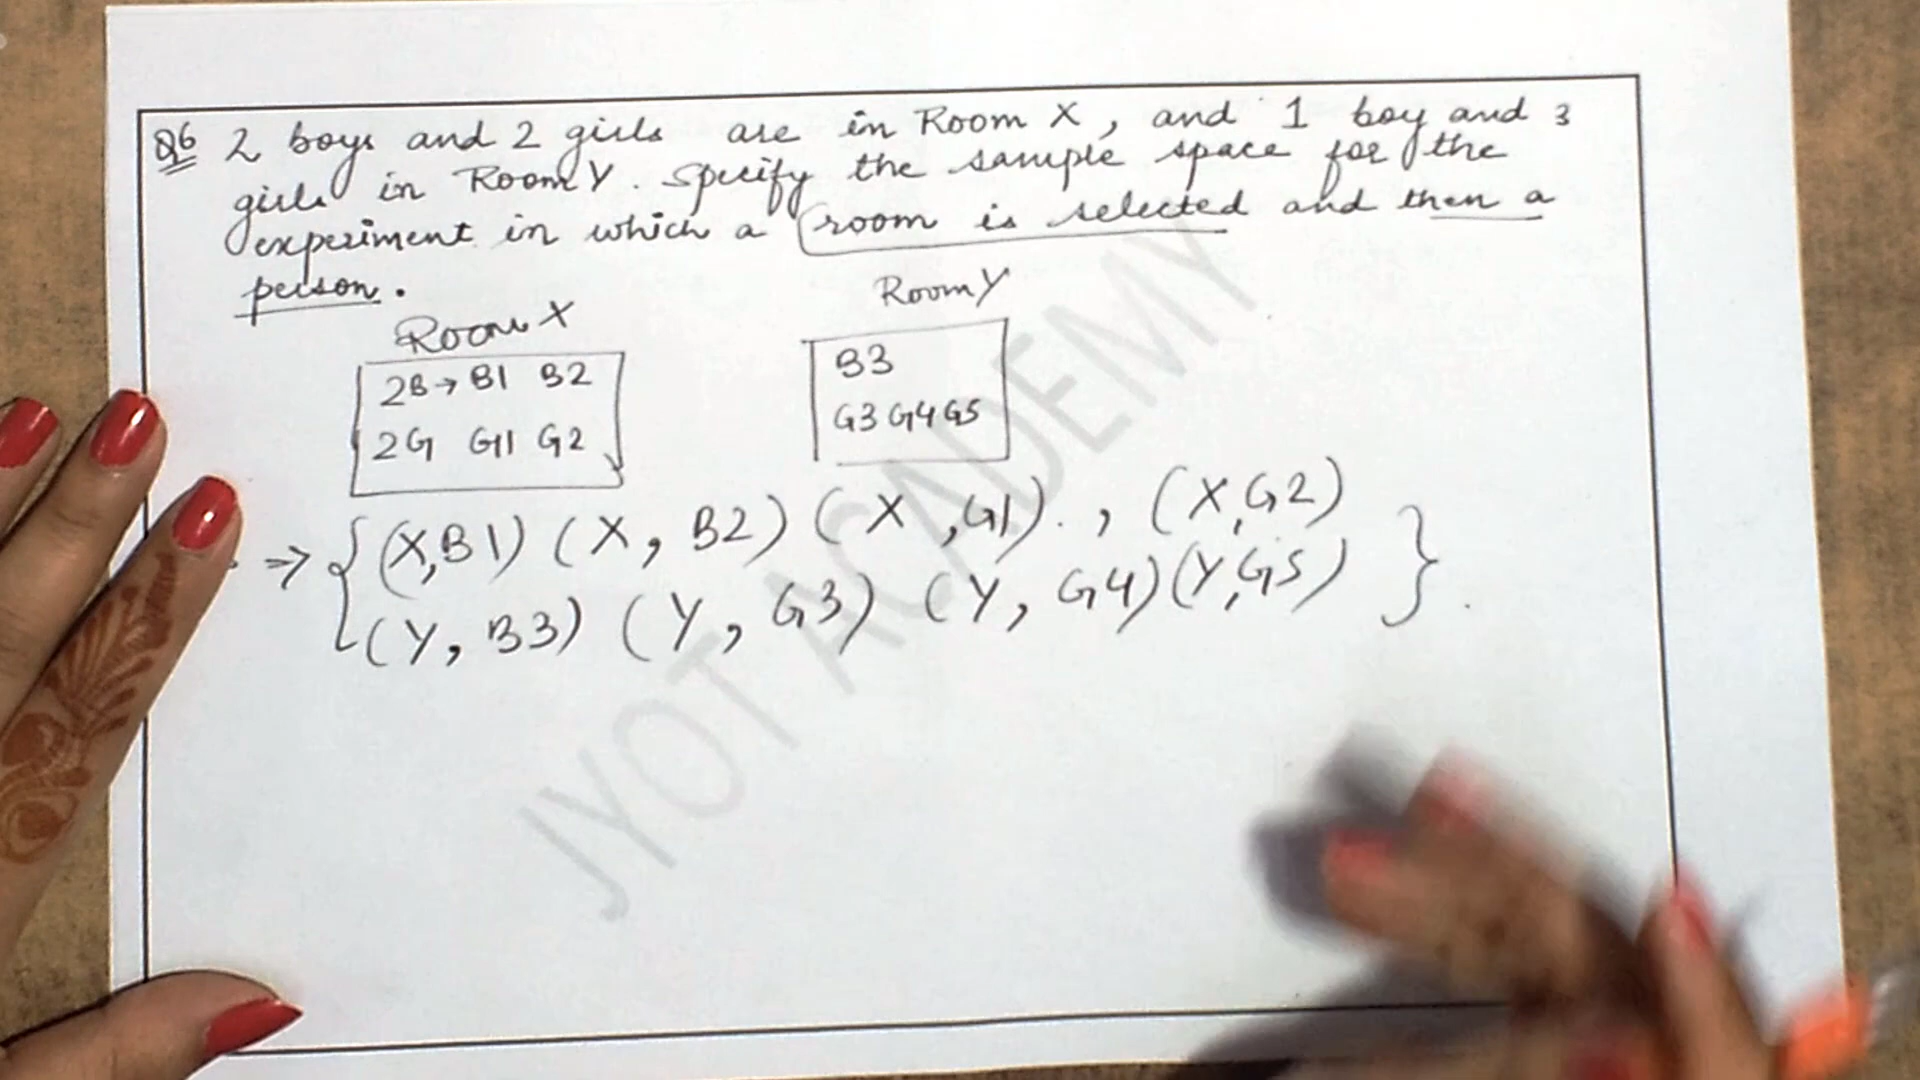 Q6 2 boys and 2 girls are in Room X, and 1 boy and 3
girls in Room Y. Specify the sample space for the
experiment in which a room is selected and then a
person.
Room X
Room Y
2B → B1 B2
2G G1 G2
B3
G3 G4 G5
⇒ { (X,B1) (X, B2) (X ,G1). , (X,G2)
(Y, B3) (Y, G3) (Y, G4) (Y,G5) }.
JYOT ACADEMY